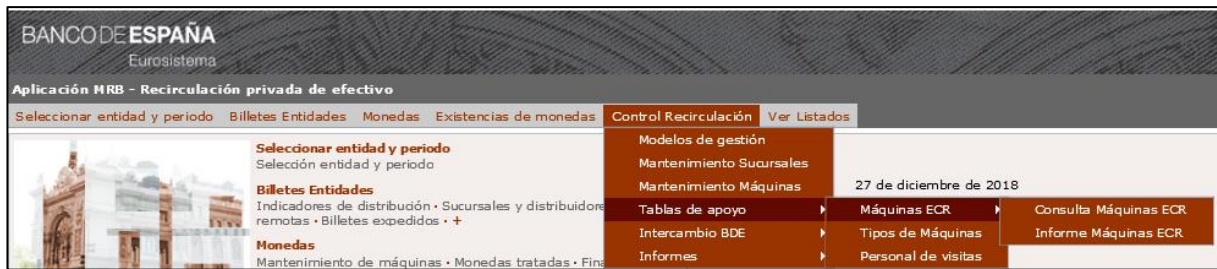 BANCO DE ESPAÑA
Eurosistema
Aplicación MRB - Recirculación privada de efectivo
Seleccionar entidad y periodo Billetes Entidades Monedas Existencias de monedas Control Recirculación Ver Listados
Seleccionar entidad y periodo
Selección entidad y periodo
Billetes Entidades
Indicadores de distribución • Sucursales y distribuidore
remotas • Billetes expedidos • +
Monedas
Mantenimiento de máquinas • Monedas tratadas • Fina
Modelos de gestión
Mantenimiento Sucursales
Mantenimiento Máquinas
Tablas de apoyo
Intercambio BDE
Informes
27 de diciembre de 2018
Máquinas ECR
Tipos de Máquinas
Personal de visitas
Consulta Máquinas ECR
Informe Máquinas ECR